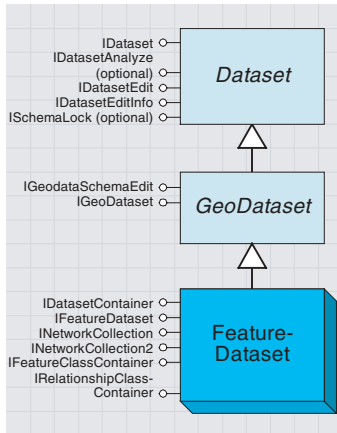 IDataset
IDatasetAnalyze
(optional)
IDatasetEdit
IDatasetEditInfo
ISchemaLock (optional)
Dataset
IGeodataSchemaEdit
IGeoDataset
GeoDataset
IDatasetContainer
IFeatureDataset
INetworkCollection
INetworkCollection2
IFeatureClassContainer
IRelationshipClass-
Container
Feature-
Dataset